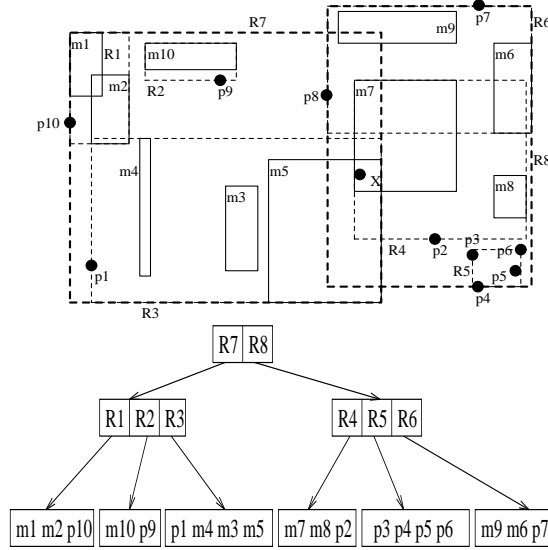 p7
R7
R6
m1
R1
m10
m9
m6
R2
p9
m2
p8
m7
p10
m4
m5
X
R8
m3
m8
p1
R4
p2
p3
p6
R5
p5
p4
R3
R7 R8
R1 R2 R3
R4 R5 R6
m1 m2 p10
m10 p9
p1 m4 m3 m5
m7 m8 p2
p3 p4 p5 p6
m9 m6 p7